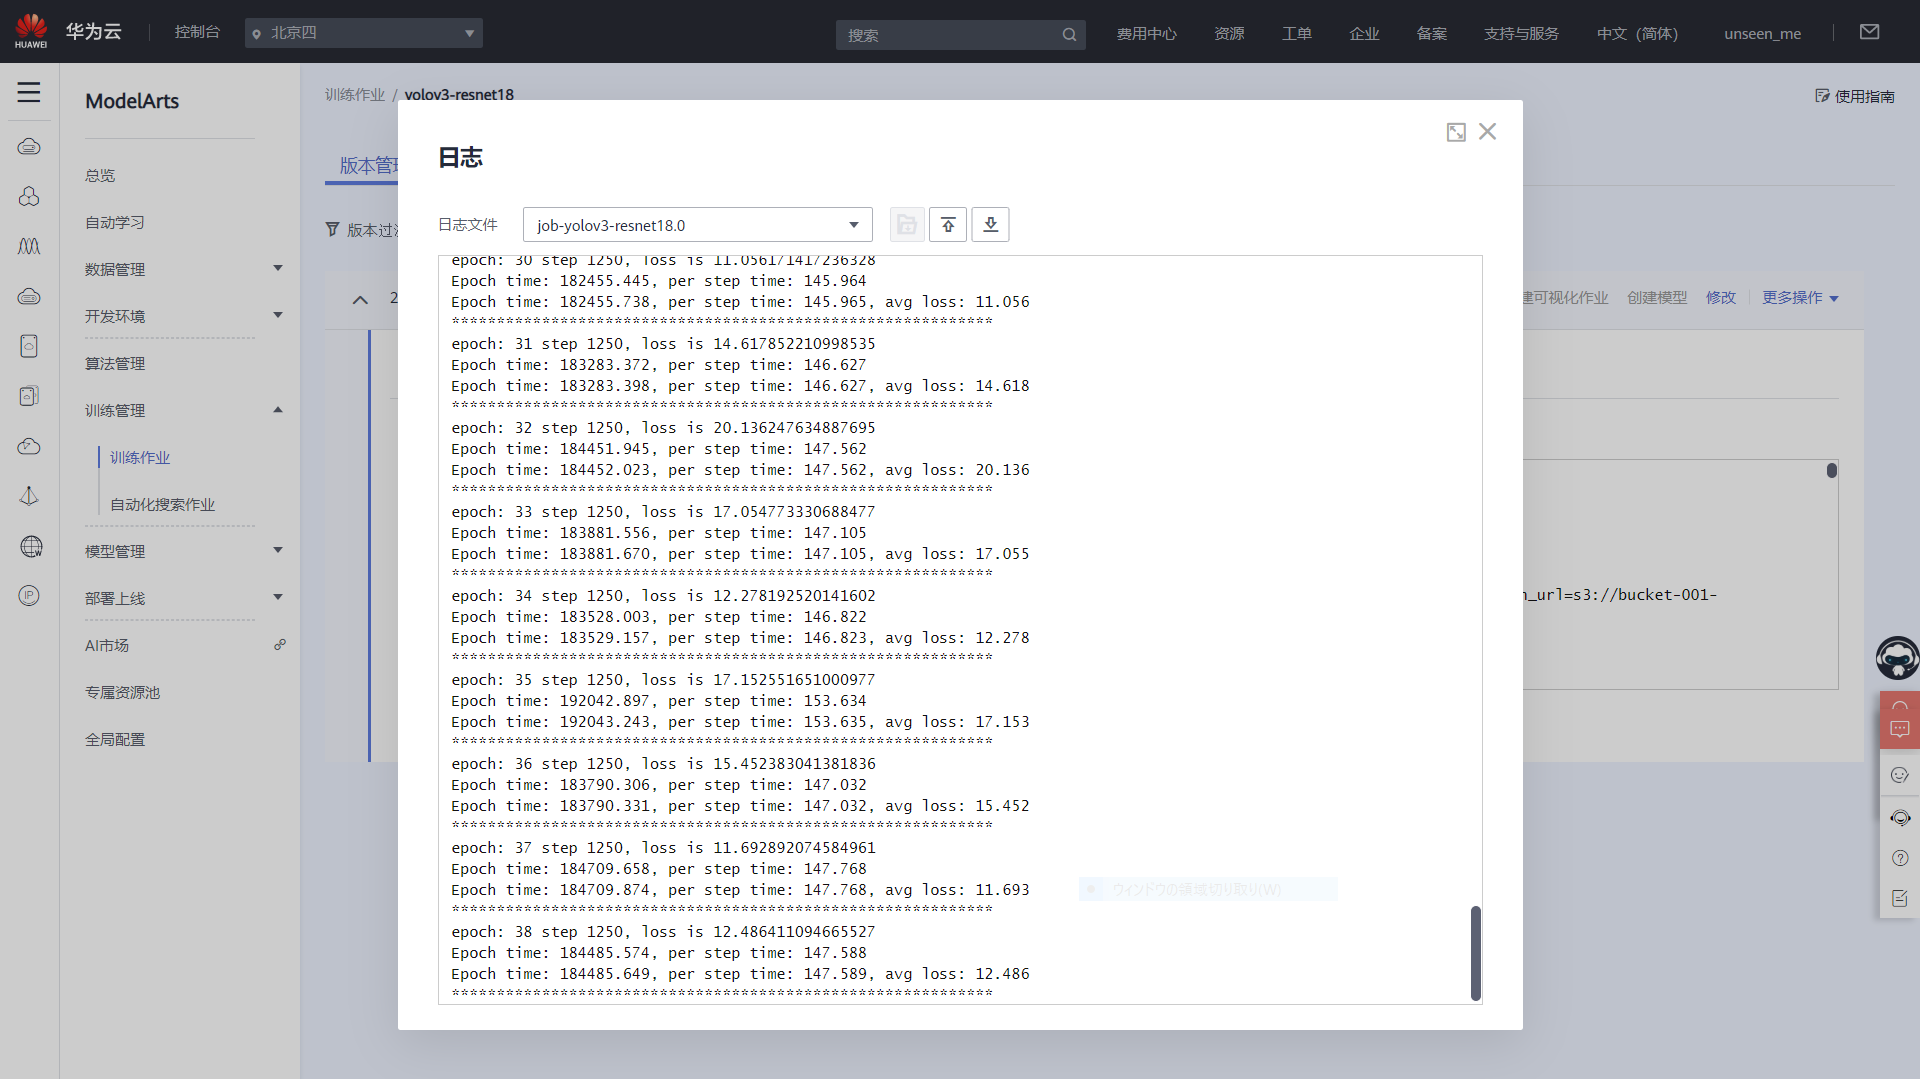 HUAWEI
华为云
控制台
北京四
搜索
费用中心
资源
工单
企业
备案
支持与服务
中文（简体）
unseen_me
ModelArts
总览
自动学习
数据管理
开发环境
算法管理
训练管理
训练作业
自动化搜索作业
模型管理
部署上线
AI市场
专属资源池
全局配置
训练作业 / yolov3-resnet18
使用指南
版本管
版本过
2
建可视化作业
创建模型
修改
更多操作
n_url=s3://bucket-001-
日志
日志文件
job-yolov3-resnet18.0
epoch: 30 step 1250, loss is 11.056171417236328
Epoch time: 182455.445, per step time: 145.964
Epoch time: 182455.738, per step time: 145.965, avg loss: 11.056
************************************************************
epoch: 31 step 1250, loss is 14.617852210998535
Epoch time: 183283.372, per step time: 146.627
Epoch time: 183283.398, per step time: 146.627, avg loss: 14.618
************************************************************
epoch: 32 step 1250, loss is 20.136247634887695
Epoch time: 184451.945, per step time: 147.562
Epoch time: 184452.023, per step time: 147.562, avg loss: 20.136
************************************************************
epoch: 33 step 1250, loss is 17.054773330688477
Epoch time: 183881.556, per step time: 147.105
Epoch time: 183881.670, per step time: 147.105, avg loss: 17.055
************************************************************
epoch: 34 step 1250, loss is 12.278192520141602
Epoch time: 183528.003, per step time: 146.822
Epoch time: 183529.157, per step time: 146.823, avg loss: 12.278
************************************************************
epoch: 35 step 1250, loss is 17.152551651000977
Epoch time: 192042.897, per step time: 153.634
Epoch time: 192043.243, per step time: 153.635, avg loss: 17.153
************************************************************
epoch: 36 step 1250, loss is 15.452383041381836
Epoch time: 183790.306, per step time: 147.032
Epoch time: 183790.331, per step time: 147.032, avg loss: 15.452
************************************************************
epoch: 37 step 1250, loss is 11.692892074584961
Epoch time: 184709.658, per step time: 147.768
Epoch time: 184709.874, per step time: 147.768, avg loss: 11.693
************************************************************
epoch: 38 step 1250, loss is 12.486411094665527
Epoch time: 184485.574, per step time: 147.588
Epoch time: 184485.649, per step time: 147.589, avg loss: 12.486
************************************************************
ウィンドウの領域切り取り(W)
IP